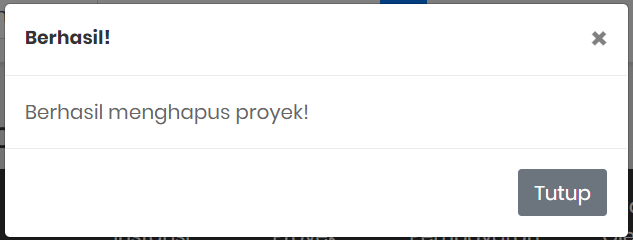 Berhasil!
×
Berhasil menghapus proyek!
Tutup